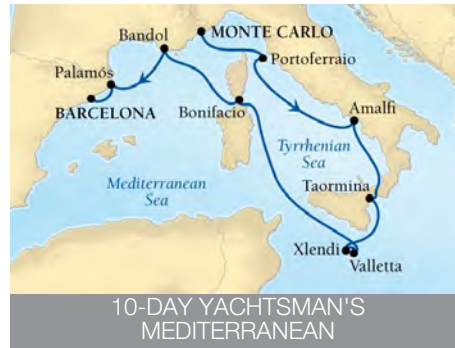 Bandol
MONTE CARLO
Portoferraio
Palamós
BARCELONA
Bonifacio
Amalfi
Tyrrhenian
Sea
Mediterranean
Sea
Taormina
Xlendi
Valletta
10-DAY YACHTSMAN'S
MEDITERRANEAN